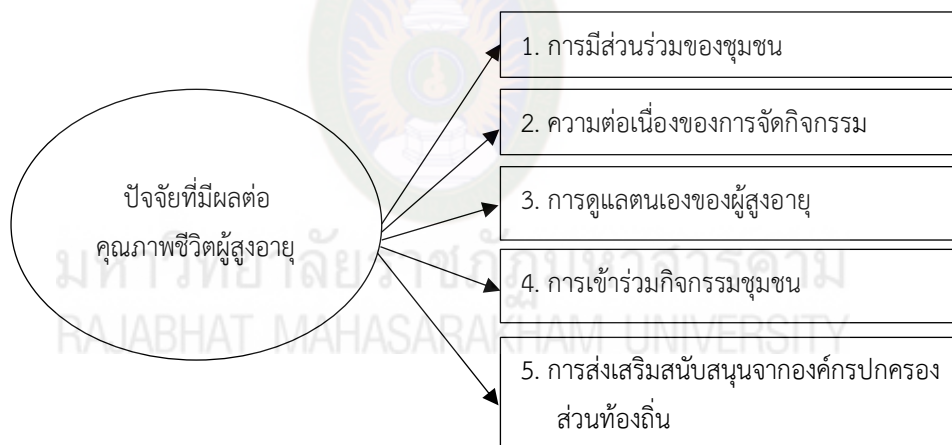 1. การมีส่วนร่วมของชุมชน
2. ความต่อเนื่องของการจัดกิจกรรม
ปัจจัยที่มีผลต่อ
คุณภาพชีวิตผู้สูงอายุ
3. การดูแลตนเองของผู้สูงอายุ
4. การเข้าร่วมกิจกรรมชุมชน
5. การส่งเสริมสนับสนุนจากองค์กรปกครอง
ส่วนท้องถิ่น
มหาวิทยาลัยราชภัฏมหาสารคาม
RAJABHAT MAHASARAKHAM UNIVERSITY